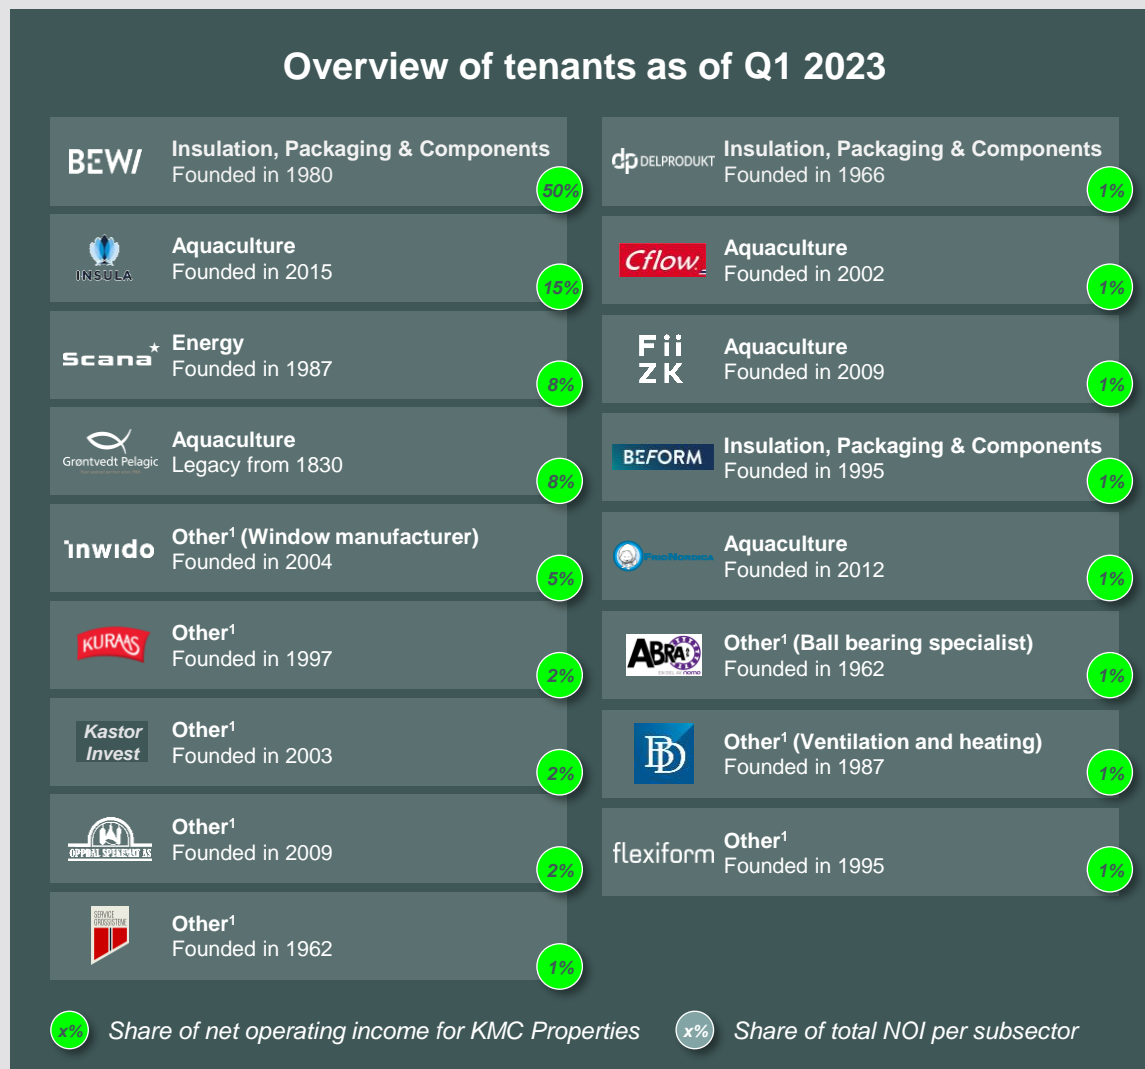 Overview of tenants as of Q1 2023
BEWI
Insulation, Packaging & Components
Founded in 1980
50%
INSULA
Aquaculture
Founded in 2015
15%
Scana
Energy
Founded in 1987
8%
Grøntvedt Pelagic
Aquaculture
Legacy from 1830
8%
inwido
Other¹ (Window manufacturer)
Founded in 2004
5%
KURAAS
Other¹
Founded in 1997
2%
Kastor
Invest
Other¹
Founded in 2003
2%
OPPDAL SPEKEMAT AS
Other¹
Founded in 2009
2%
SERVICE
GROSSISTENE
Other¹
Founded in 1962
1%
dp DELPRODUKT
Insulation, Packaging & Components
Founded in 1966
1%
Cflow
Aquaculture
Founded in 2002
1%
Fii
ZK
Aquaculture
Founded in 2009
1%
BEFORM
Insulation, Packaging & Components
Founded in 1995
1%
FRIONORDICA
Aquaculture
Founded in 2012
1%
ABRA
nomo
Other¹ (Ball bearing specialist)
Founded in 1962
1%
BD
Other¹ (Ventilation and heating)
Founded in 1987
1%
flexiform
Other¹
Founded in 1995
1%
x% Share of net operating income for KMC Properties
x% Share of total NOI per subsector